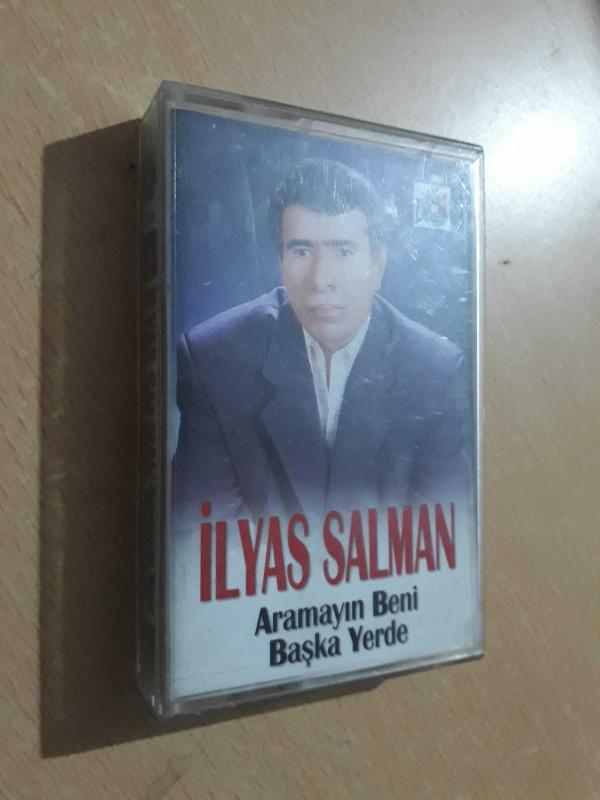 İLYAS SALMAN
Aramayın Beni
Başka Yerde